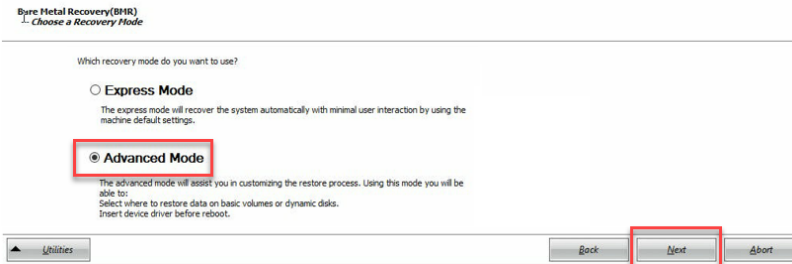 Bare Metal Recovery(BMR)
- Choose a Recovery Mode
Which recovery mode do you want to use?
Express Mode
The express mode will recover the system automatically with minimal user interaction by using the
machine default settings.
Advanced Mode
The advanced mode will assist you in customizing the restore process. Using this mode you will be
able to:
Select where to restore data on basic volumes or dynamic disks.
Insert device driver before reboot.
Utilities
Back
Next
Abort